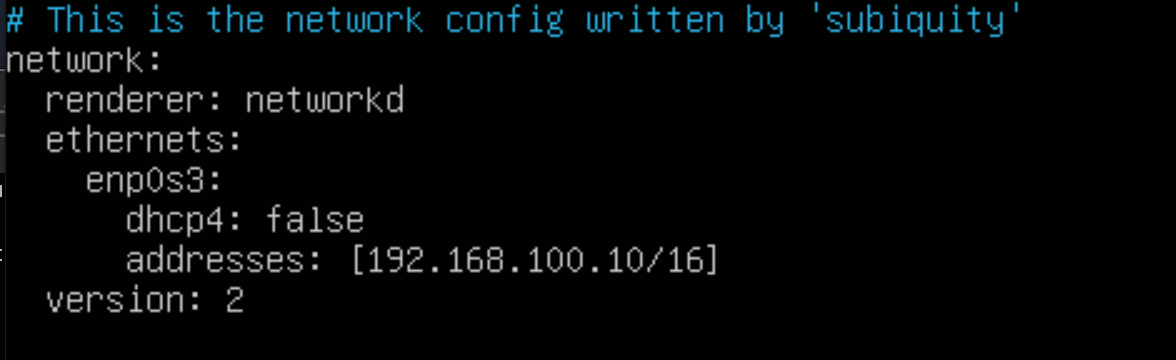 # This is the network config written by 'subiquity'
network:
  renderer: networkd
  ethernets:
    enp0s3:
      dhcp4: false
      addresses: [192.168.100.10/16]
  version: 2